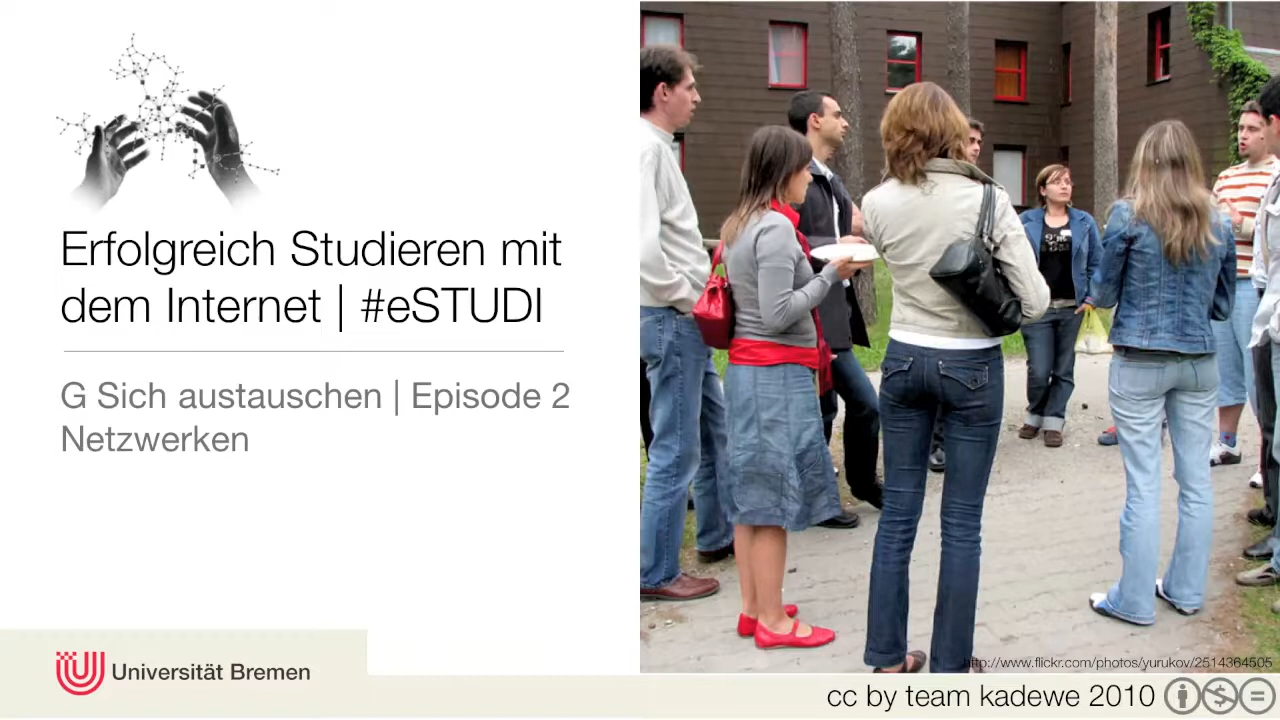 Erfolgreich Studieren mit
dem Internet | #eSTUDI
G Sich austauschen | Episode 2
Netzwerken
Universität Bremen
http://www.flickr.com/photos/yurukov/2514364505
cc by team kadewe 2010